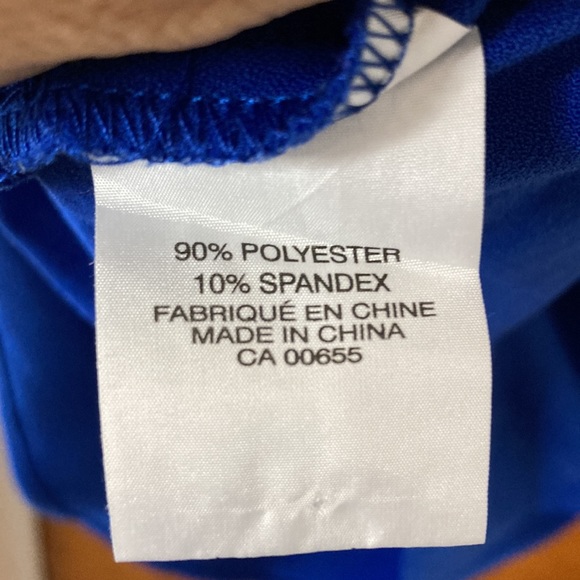 90% POLYESTER
10% SPANDEX
FABRIQUÉ EN CHINE
MADE IN CHINA
CA 00655